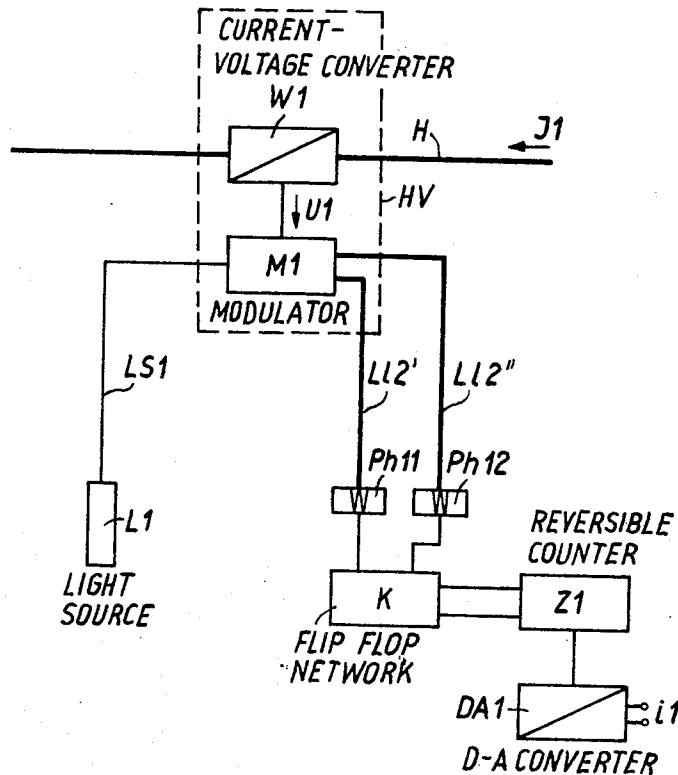 CURRENT-
VOLTAGE CONVERTER
W1
H
J1
U1
HV
M1
MODULATOR
LS1
Ll2'
Ll2"
Ph11
Ph12
L1
LIGHT
SOURCE
REVERSIBLE
COUNTER
K
Z1
FLIP FLOP
NETWORK
DA1
i1
D-A CONVERTER